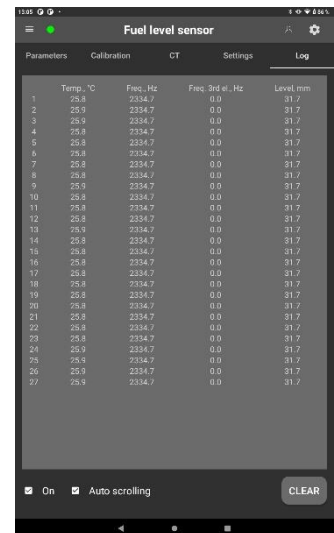 13:05
86%
Fuel level sensor
Parameters Calibration CT Settings Log
Temp., °C Freq., Hz Freq. 3rd el., Hz Level, mm
1 25.8 2334.7 0.0 31.7
2 25.9 2334.7 0.0 31.7
3 25.8 2334.7 0.0 31.7
4 25.8 2334.7 0.0 31.7
5 25.8 2334.7 0.0 31.7
6 25.8 2334.7 0.0 31.7
7 25.8 2334.7 0.0 31.7
8 25.8 2334.7 0.0 31.7
9 25.9 2334.7 0.0 31.7
10 25.8 2334.7 0.0 31.7
11 25.8 2334.7 0.0 31.7
12 25.8 2334.7 0.0 31.7
13 25.9 2334.7 0.0 31.7
14 25.8 2334.7 0.0 31.7
15 25.8 2334.7 0.0 31.7
16 25.8 2334.7 0.0 31.7
17 25.8 2334.7 0.0 31.7
18 25.8 2334.7 0.0 31.7
19 25.8 2334.7 0.0 31.7
20 25.8 2334.7 0.0 31.7
21 25.8 2334.7 0.0 31.7
22 25.8 2334.7 0.0 31.7
23 25.8 2334.7 0.0 31.7
24 25.9 2334.7 0.0 31.7
25 25.9 2334.7 0.0 31.7
26 25.9 2334.7 0.0 31.7
27 25.9 2334.7 0.0 31.7
On Auto scrolling CLEAR